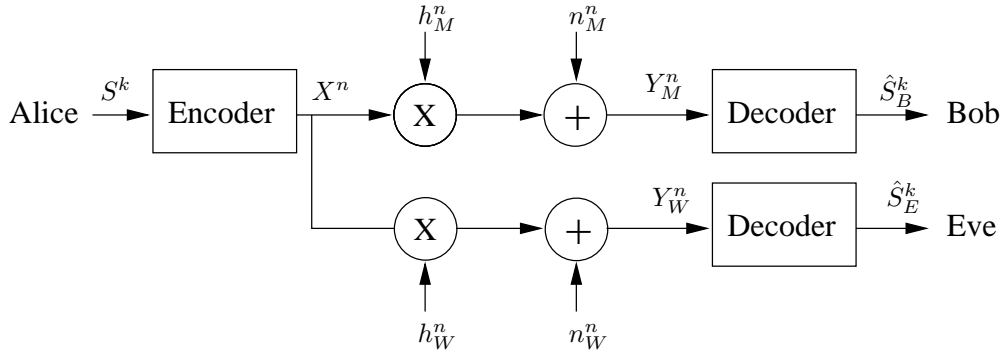 h_M^n n_M^n
Alice S^k Encoder X^n X + Y_M^n Decoder Ŝ_B^k Bob
X + Y_W^n Decoder Ŝ_E^k Eve
h_W^n n_W^n